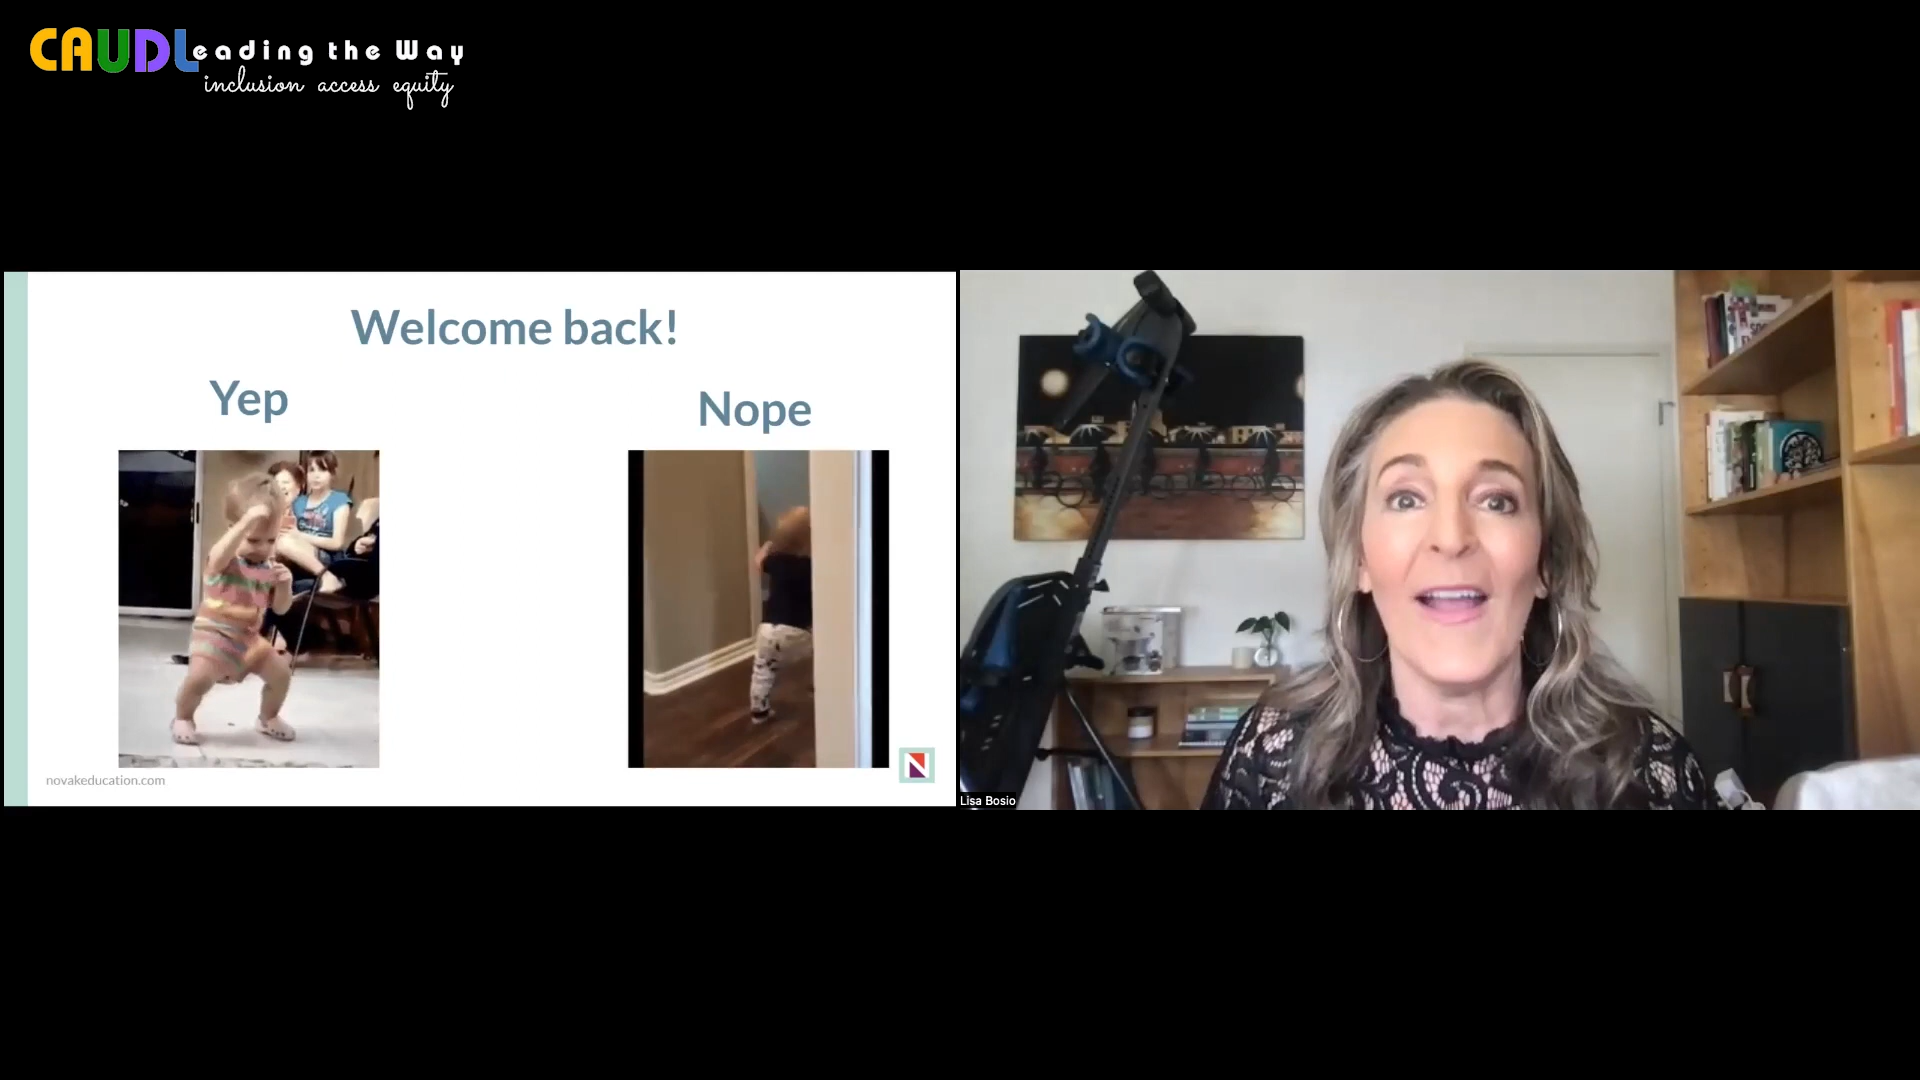 CAUDLeading the Way
inclusion access equity
Welcome back!
Yep
Nope
novakeducation.com
N
Lisa Bosio